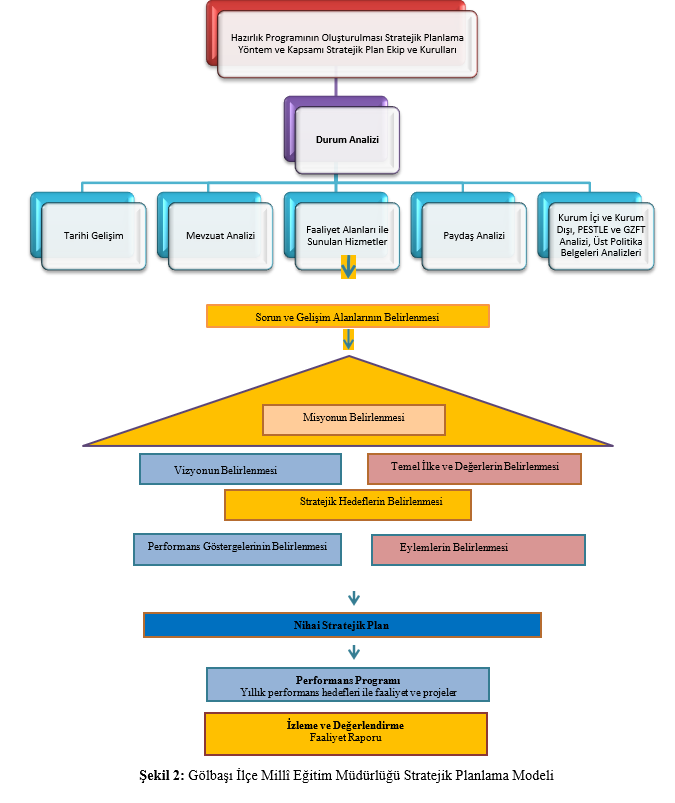 Hazırlık Programının Oluşturulması Stratejik Planlama
Yöntem ve Kapsamı Stratejik Plan Ekip ve Kurulları
Durum Analizi
Tarihi Gelişim
Mevzuat Analizi
Faaliyet Alanları ile
Sunulan Hizmetler
Paydaş Analizi
Kurum İçi ve Kurum
Dışı, PESTLE ve GZFT
Analizi, Üst Politika
Belgeleri Analizleri
Sorun ve Gelişim Alanlarının Belirlenmesi
Misyonun Belirlenmesi
Vizyonun Belirlenmesi
Temel İlke ve Değerlerin Belirlenmesi
Stratejik Hedeflerin Belirlenmesi
Performans Göstergelerinin Belirlenmesi
Eylemlerin Belirlenmesi
Nihai Stratejik Plan
Performans Programı
Yıllık performans hedefleri ile faaliyet ve projeler
İzleme ve Değerlendirme
Faaliyet Raporu
Şekil 2: Gölbaşı İlçe Millî Eğitim Müdürlüğü Stratejik Planlama Modeli